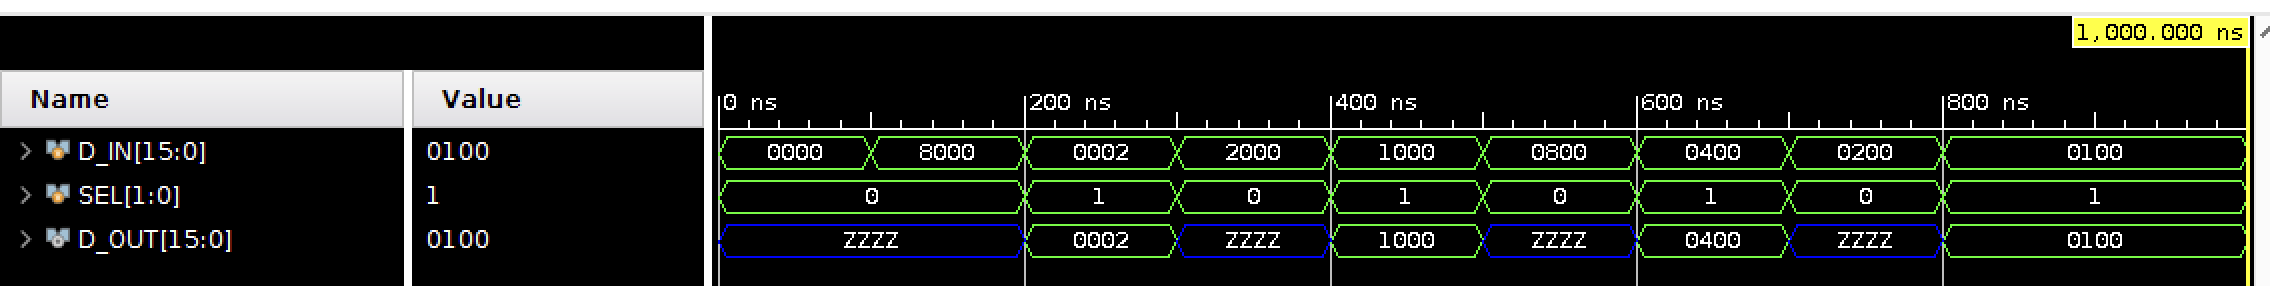 1,000.000 ns
Name Value
0 ns 200 ns 400 ns 600 ns 800 ns
D_IN[15:0] 0100 0000 8000 0002 2000 1000 0800 0400 0200 0100
SEL[1:0] 1 0 1 0 1 0 1 0 1
D_OUT[15:0] 0100 ZZZZ 0002 ZZZZ 1000 ZZZZ 0400 ZZZZ 0100